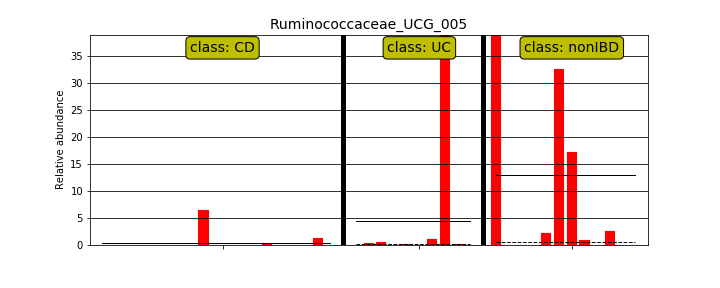 Ruminococcaceae_UCG_005
class: CD
class: UC
class: nonIBD
Relative abundance
35
30
25
20
15
10
5
0